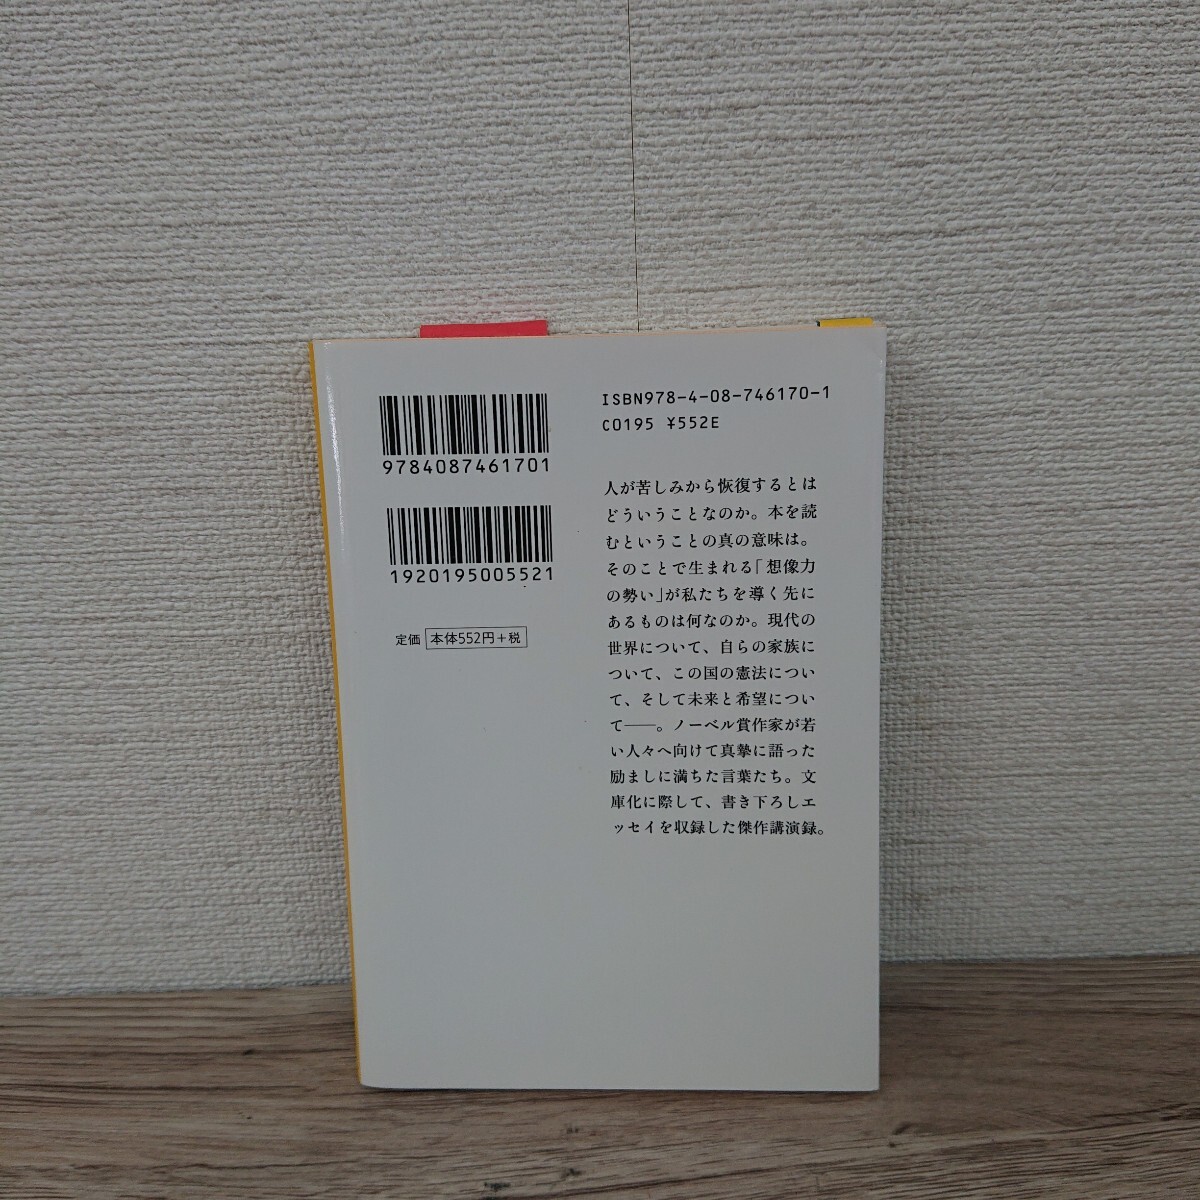 9784087461701
1920195005521
定価 本体552円+税
ISBN978-4-08-746170-1
C0195 ¥552E
人が苦しみから恢復するとは
どういうことなのか。本を読
むということの真の意味は。
そのことで生まれる「想像力
の勢い」が私たちを導く先に
あるものは何なのか。現代の
世界について、自らの家族に
ついて、この国の憲法につい
て、そして未来と希望につい
て――。ノーベル賞作家が若
い人々へ向けて真摯に語った
励ましに満ちた言葉たち。文
庫化に際して、書き下ろしエ
ッセイを収録した傑作講演録。